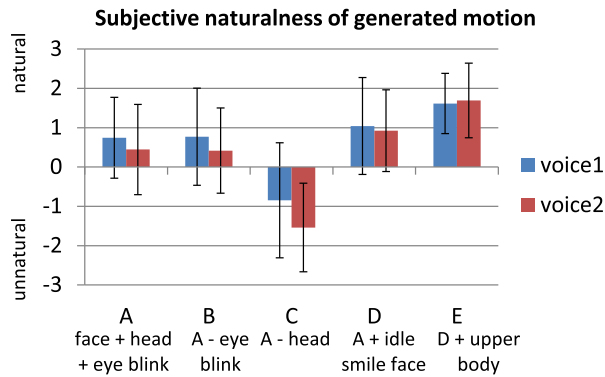 Subjective naturalness of generated motion
natural
unnatural
3
2
1
0
-1
-2
-3
voice1
voice2
A B C D E
face + head A - eye A - head A + idle D + upper
+ eye blink blink smile face body